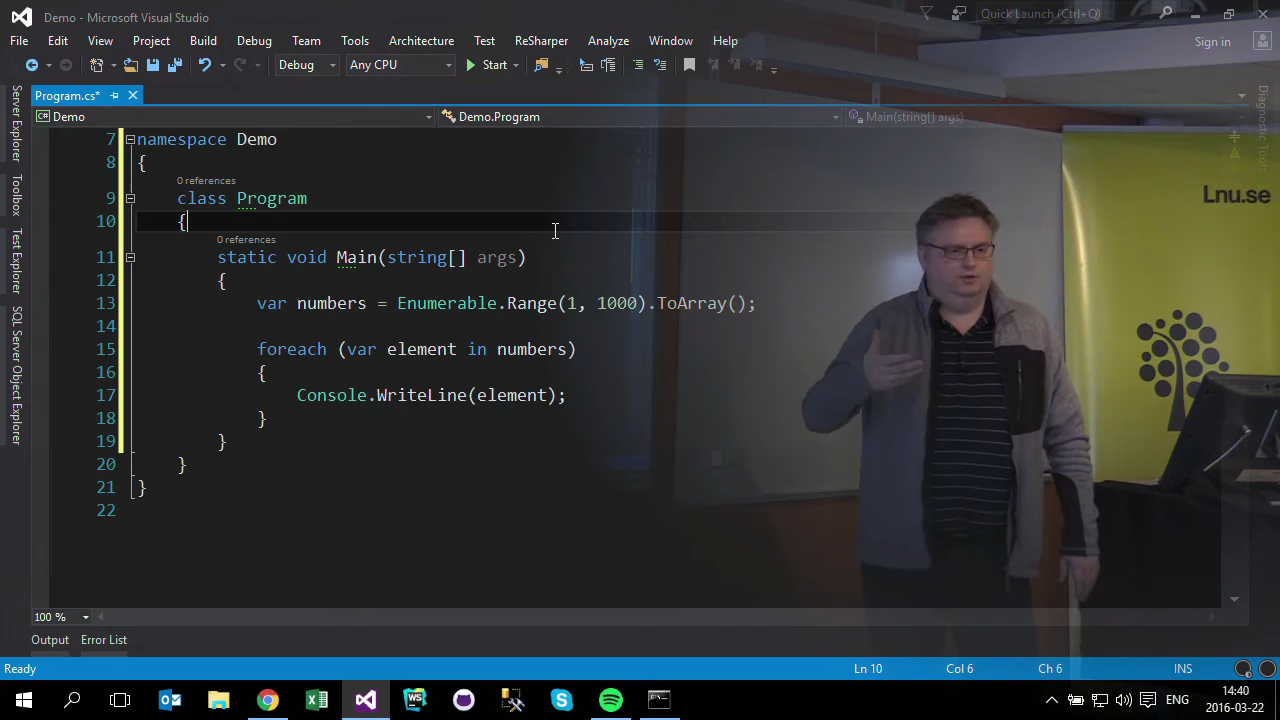 Demo - Microsoft Visual Studio
Quick Launch (Ctrl+Q)
File Edit View Project Build Debug Team Tools Architecture Test ReSharper Analyze Window Help
Sign in
Debug Any CPU Start
Program.cs*
Demo Demo.Program Main(string[] args)
Server Explorer
Toolbox
Test Explorer
SQL Server Object Explorer
Diagnostic Tools
7 namespace Demo
8 {
0 references
9 class Program
10 {
0 references
11 static void Main(string[] args)
12 {
13 var numbers = Enumerable.Range(1, 1000).ToArray();
14
15 foreach (var element in numbers)
16 {
17 Console.WriteLine(element);
18 }
19 }
20 }
21 }
22
Lnu.se
100 %
Output Error List
Ready Ln 10 Col 6 Ch 6 INS
WS
ENG
14:40
2016-03-22